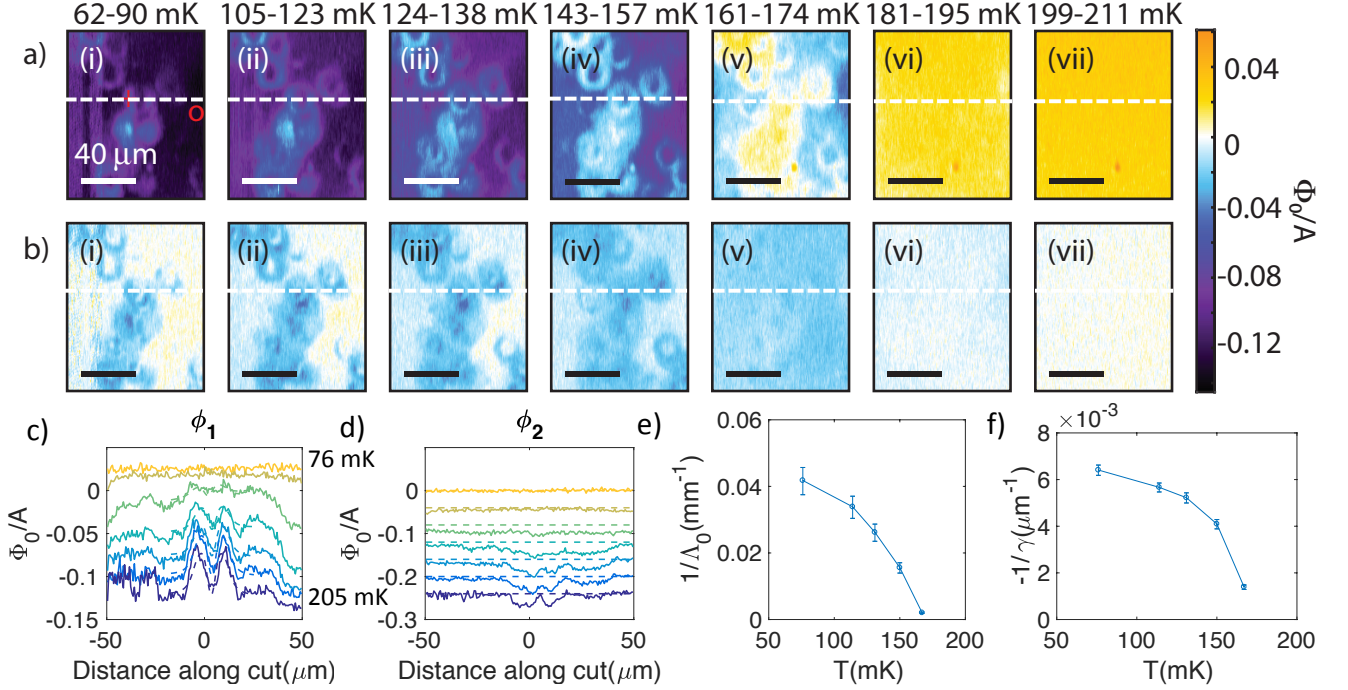 62-90 mK 105-123 mK 124-138 mK 143-157 mK 161-174 mK 181-195 mK 199-211 mK
a) (i) (ii) (iii) (iv) (v) (vi) (vii)
O
40 μm
b) (i) (ii) (iii) (iv) (v) (vi) (vii)
0.04
0
-0.04
-0.08
-0.12
Φ₀/A
c) ϕ₁
76 mK
205 mK
0
-0.05
-0.1
-0.15
Φ₀/A
-50 0 50
Distance along cut(μm)
d) ϕ₂
0
-0.1
-0.2
-0.3
Φ₀/A
-50 0 50
Distance along cut(μm)
e)
0.06
0.04
0.02
0
1/Λ₀(mm⁻¹)
50 100 150 200
T(mK)
f)
×10⁻³
8
6
4
2
0
-1/γ(μm⁻¹)
50 100 150 200
T(mK)